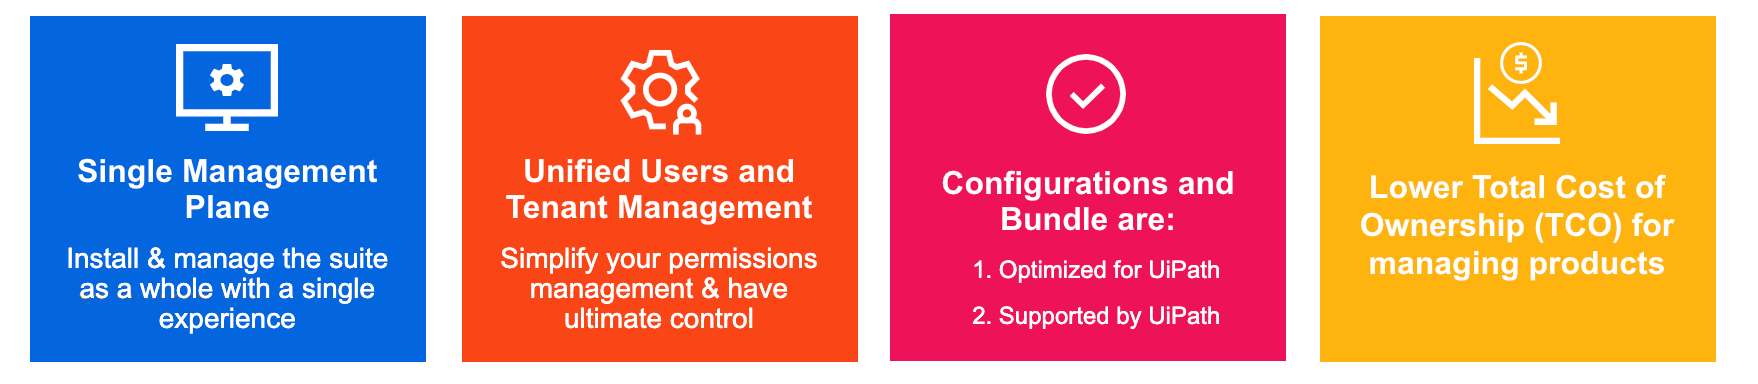 Single Management
Plane
Install & manage the suite
as a whole with a single
experience
Unified Users and
Tenant Management
Simplify your permissions
management & have
ultimate control
Configurations and
Bundle are:
1. Optimized for UiPath
2. Supported by UiPath
$
Lower Total Cost of
Ownership (TCO) for
managing products